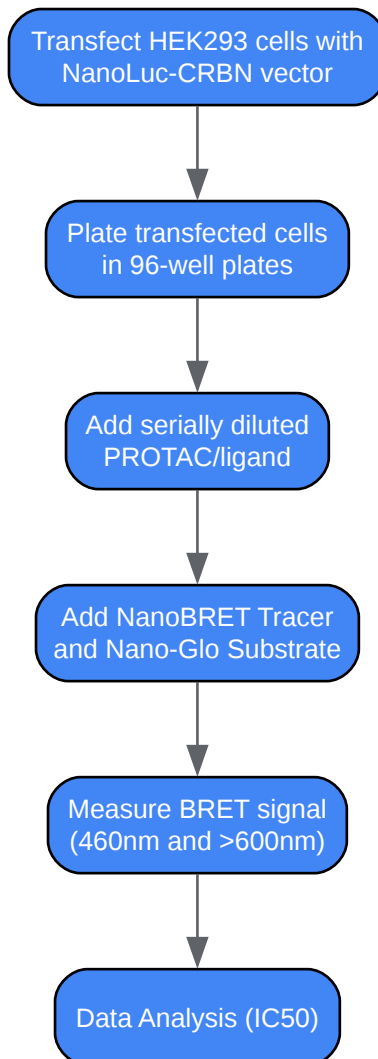 Transfect HEK293 cells with
NanoLuc-CRBN vector
Plate transfected cells
in 96-well plates
Add serially diluted
PROTAC/ligand
Add NanoBRET Tracer
and Nano-Glo Substrate
Measure BRET signal
(460nm and >600nm)
Data Analysis (IC50)